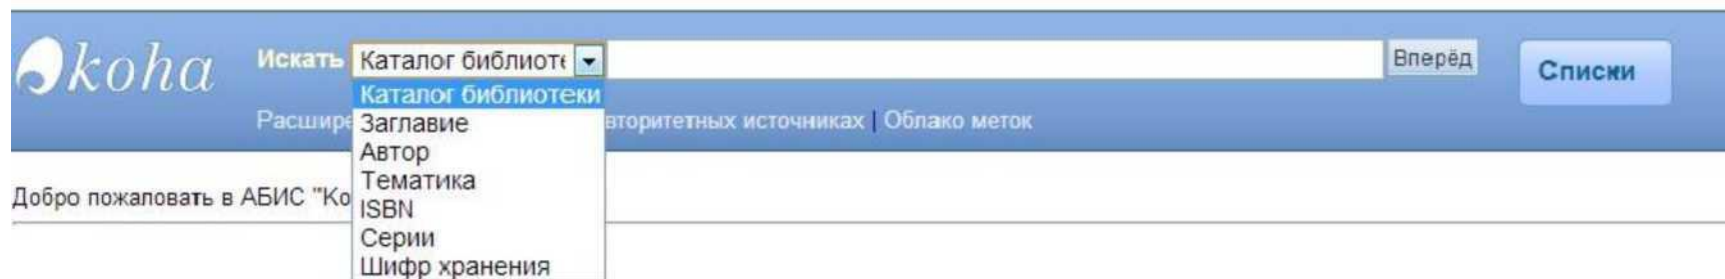 koha Искать Каталог библиоте Вперёд Списки
Каталог библиотеки
Расшире вторитетных источниках | Облако меток
Заглавие
Автор
Тематика
Добро пожаловать в АБИС "Ко
ISBN
Серии
Шифр хранения